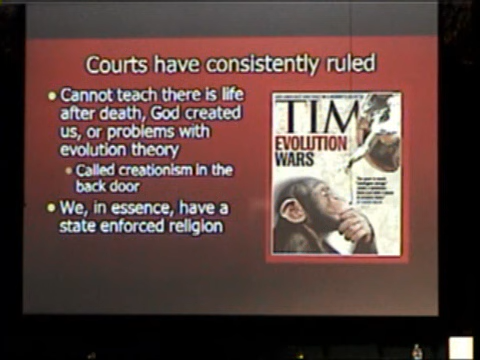 Courts have consistently ruled
Cannot teach there is life
after death, God created
us, or problems with
evolution theory
Called creationism in the
back door
We, in essence, have a
state enforced religion
TIM
EVOLUTION
WARS